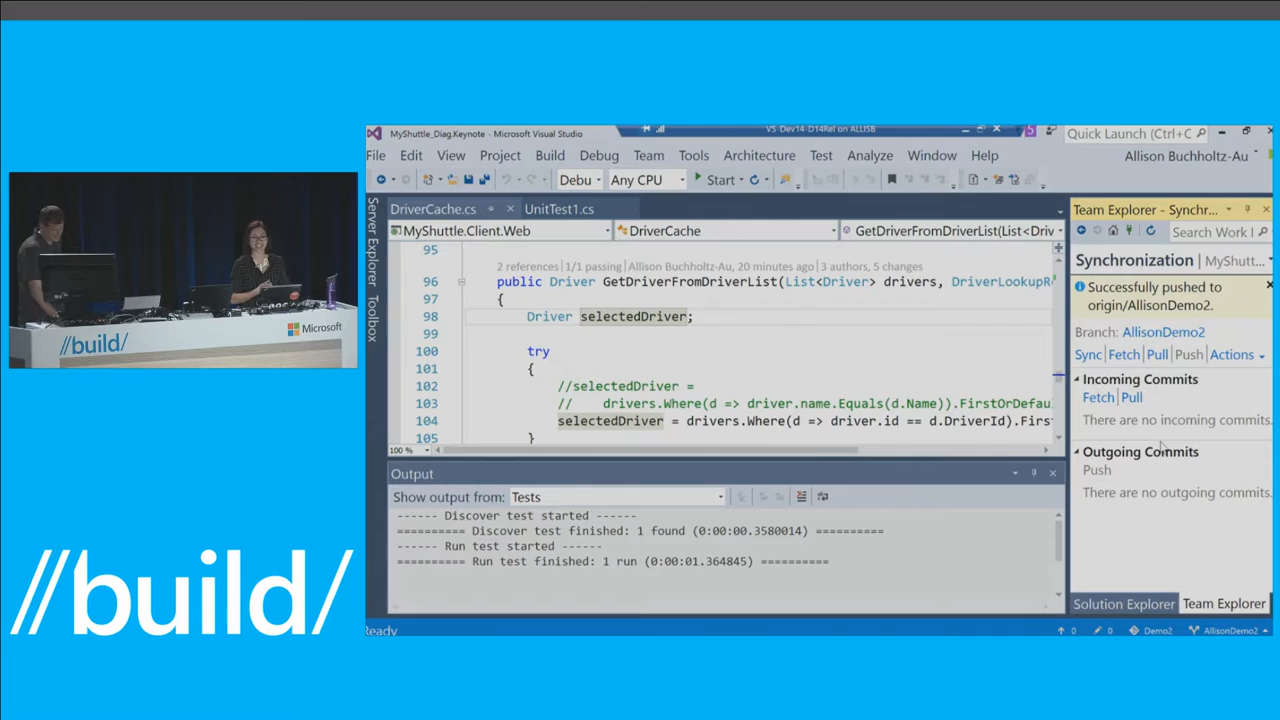 MyShuttle_Diag.Keynote - Microsoft Visual Studio
VS-Dev14-D14Rel on ALLISB
5
Quick Launch (Ctrl+Q
File Edit View Project Build Debug Team Tools Architecture Test Analyze Window Help
Allison Buchholtz-Au
Debu Any CPU Start
Server Explorer Toolbox
DriverCache.cs UnitTest1.cs
MyShuttle.Client.Web DriverCache GetDriverFromDriverList(List<Driv
95
2 references | 1/1 passing | Allison Buchholtz-Au, 20 minutes ago | 3 authors, 5 changes
96 public Driver GetDriverFromDriverList(List<Driver> drivers, DriverLookupR
97 {
98 Driver selectedDriver;
99
100 try
101 {
102 //selectedDriver =
103 // drivers.Where(d => driver.name.Equals(d.Name)).FirstOrDefau
104 selectedDriver = drivers.Where(d => driver.id == d.DriverId).First
105 }
100 %
Output
Show output from: Tests
------ Discover test started ------
========== Discover test finished: 1 found (0:00:00.3580014) ==========
------ Run test started ------
========== Run test finished: 1 run (0:00:01.364845) ==========
Team Explorer - Synchr...
Search Work I
Synchronization | MyShutt...
Successfully pushed to
origin/AllisonDemo2.
Branch: AllisonDemo2
Sync | Fetch | Pull | Push | Actions
Incoming Commits
Fetch | Pull
There are no incoming commits.
Outgoing Commits
Push
There are no outgoing commits.
Solution Explorer Team Explorer
Ready
0 0 Demo2 AllisonDemo2
//build/
Microsoft
//build/